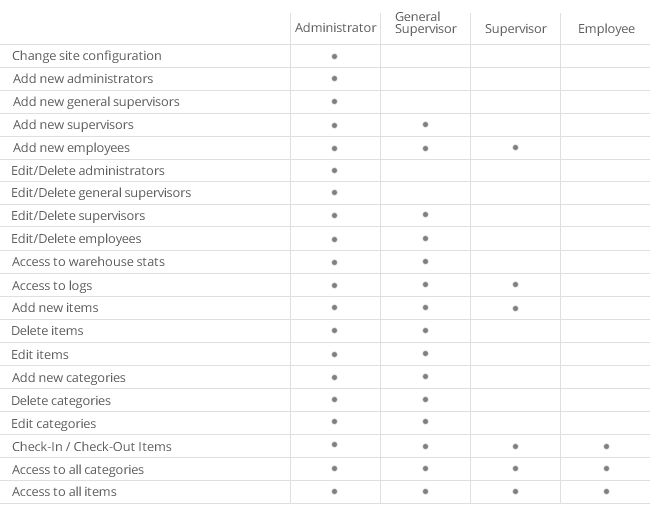 Administrator General Supervisor Supervisor Employee
Change site configuration •
Add new administrators •
Add new general supervisors •
Add new supervisors • •
Add new employees • • •
Edit/Delete administrators •
Edit/Delete general supervisors •
Edit/Delete supervisors • •
Edit/Delete employees • •
Access to warehouse stats • •
Access to logs • • •
Add new items • • •
Delete items • •
Edit items • •
Add new categories • •
Delete categories • •
Edit categories • •
Check-In / Check-Out Items • • • •
Access to all categories • • • •
Access to all items • • • •